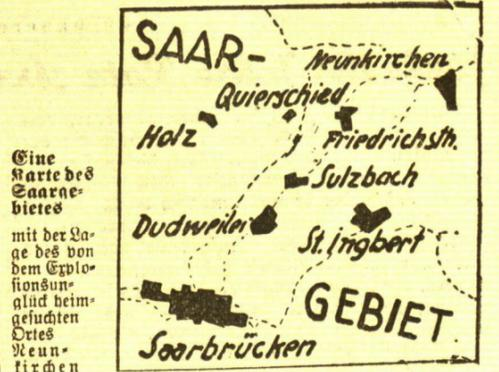 Eine
Karte des
Saarge-
bietes
mit der La-
ge des von
dem Explo-
sionsun-
glück heim-
gesuchten
Ortes
Neun-
kirchen
SAAR-
Neunkirchen
Quierschied
Holz
Friedrichsth.
Sulzbach
Dudweiler
St. Ingbert
GEBIET
Saarbrücken